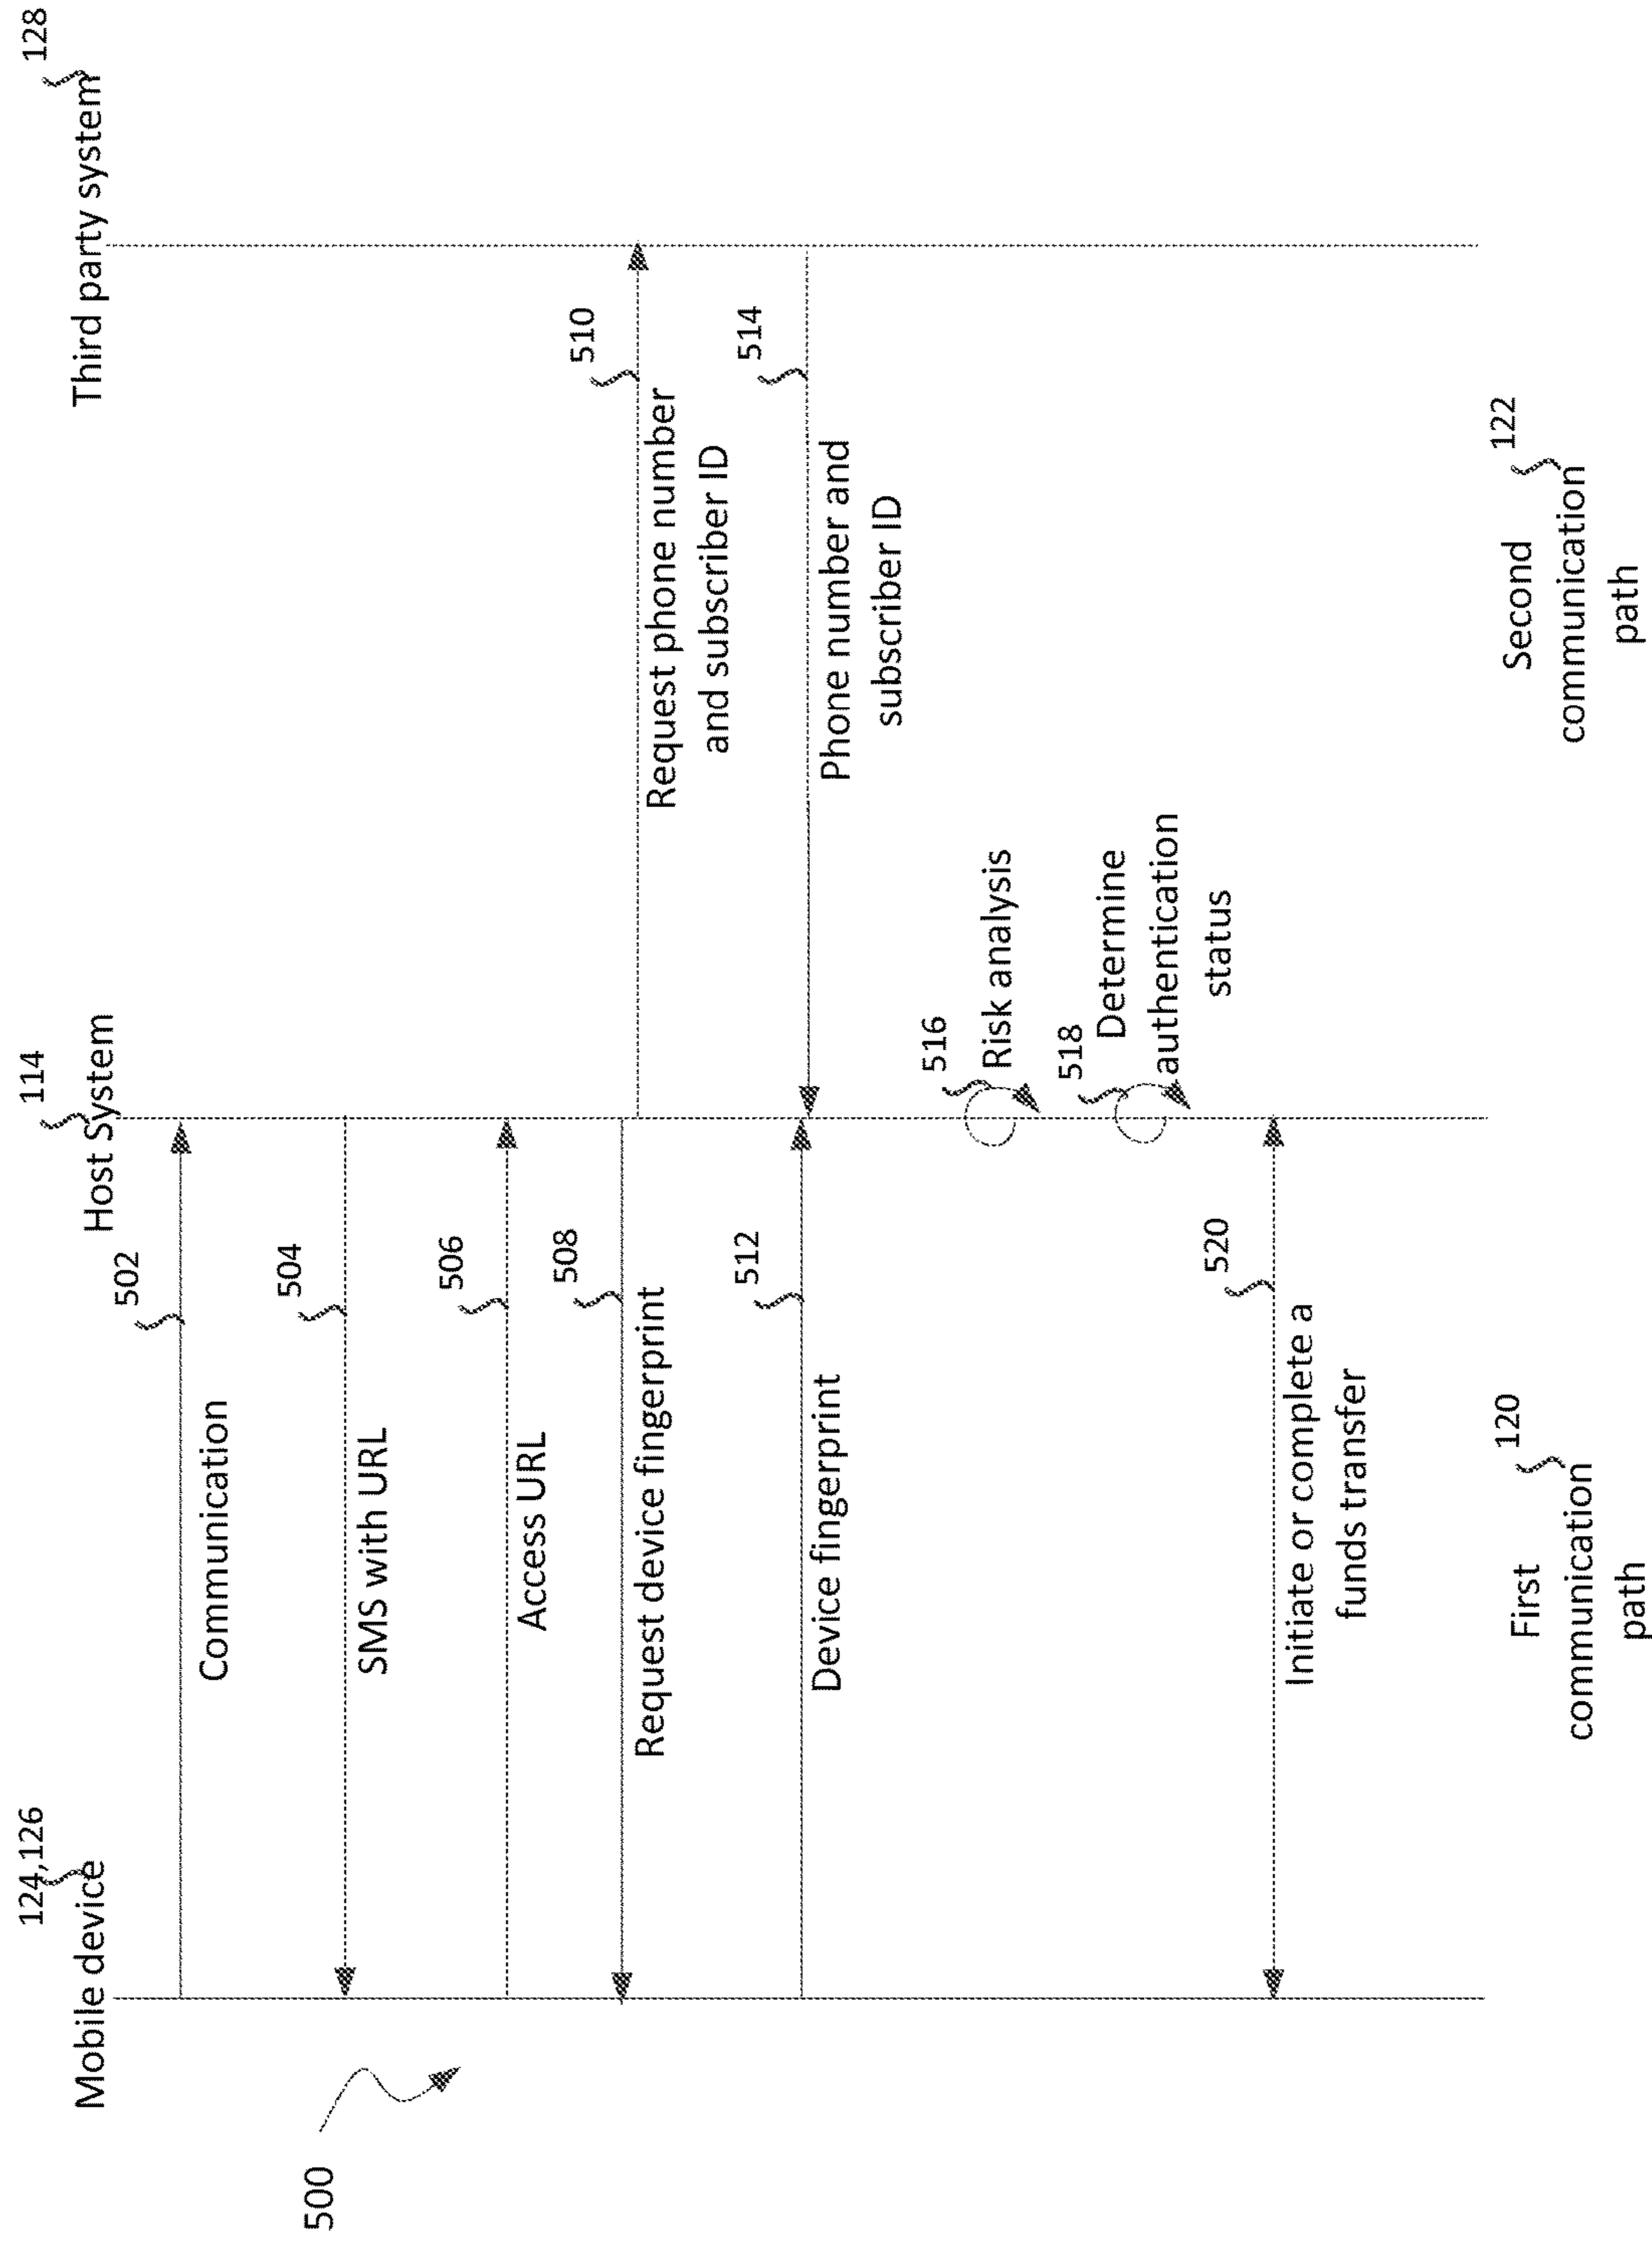 124,126
Mobile device
114
Host System
128
Third party system
500
502
Communication
504
SMS with URL
506
Access URL
508
Request device fingerprint
510
Request phone number
and subscriber ID
512
Device fingerprint
514
Phone number and
subscriber ID
516
Risk analysis
518
Determine
authentication
status
520
Initiate or complete a
funds transfer
120
First
communication
path
122
Second
communication
path